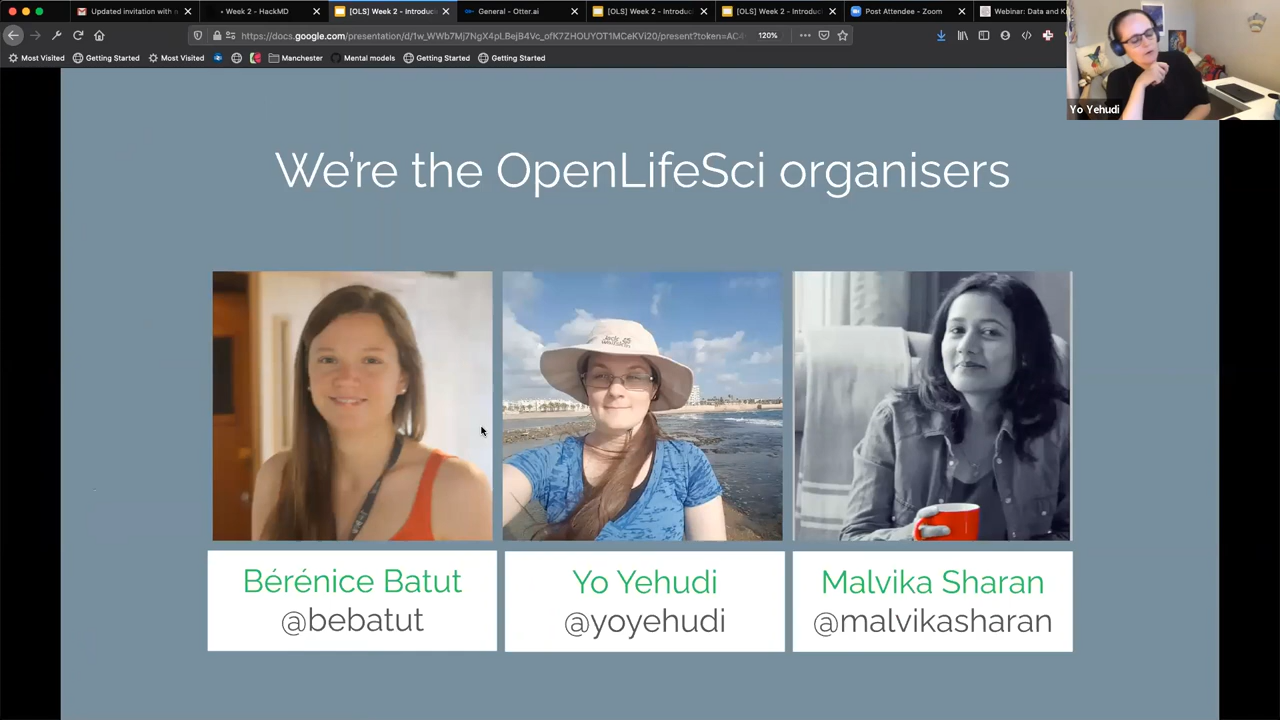 Updated invitation with n
Week 2 - HackMD
[OLS] Week 2 - Introduc
General - Otter.ai
[OLS] Week 2 - Introduc
[OLS] Week 2 - Introduc
Post Attendee - Zoom
Webinar: Data and K
120%
Most Visited
Getting Started
Most Visited
Manchester
Mental models
Getting Started
Getting Started
Yo Yehudi
We're the OpenLifeSci organisers
Bérénice Batut
@bebatut
Yo Yehudi
@yoyehudi
Malvika Sharan
@malvikasharan